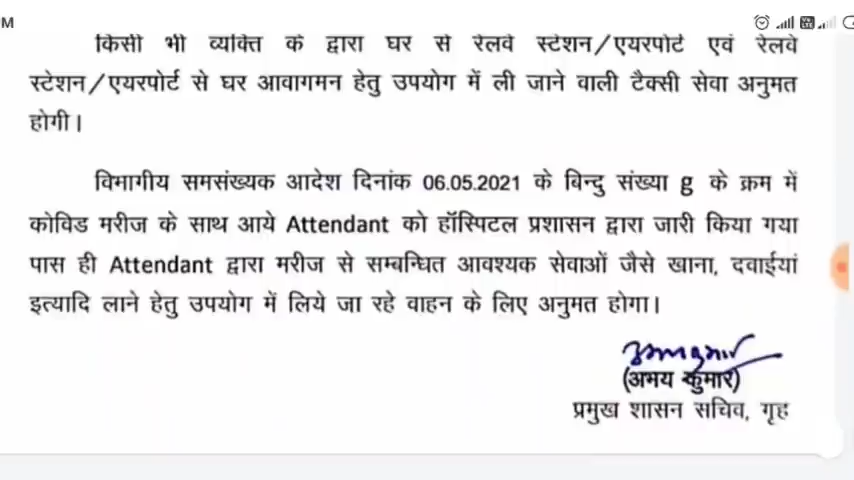 M
किसी भी व्यक्ति के द्वारा घर से रेलवे स्टेशन/एयरपोर्ट एवं रेलवे
स्टेशन/एयरपोर्ट से घर आवागमन हेतु उपयोग में ली जाने वाली टैक्सी सेवा अनुमत
होगी।
विभागीय समसंख्यक आदेश दिनांक 06.05.2021 के बिन्दु संख्या g के क्रम में
कोविड मरीज के साथ आये Attendant को हॉस्पिटल प्रशासन द्वारा जारी किया गया
पास ही Attendant द्वारा मरीज से सम्बन्धित आवश्यक सेवाओं जैसे खाना, दवाईयां
इत्यादि लाने हेतु उपयोग में लिये जा रहे वाहन के लिए अनुमत होगा।
(अभय कुमार)
प्रमुख शासन सचिव, गृह